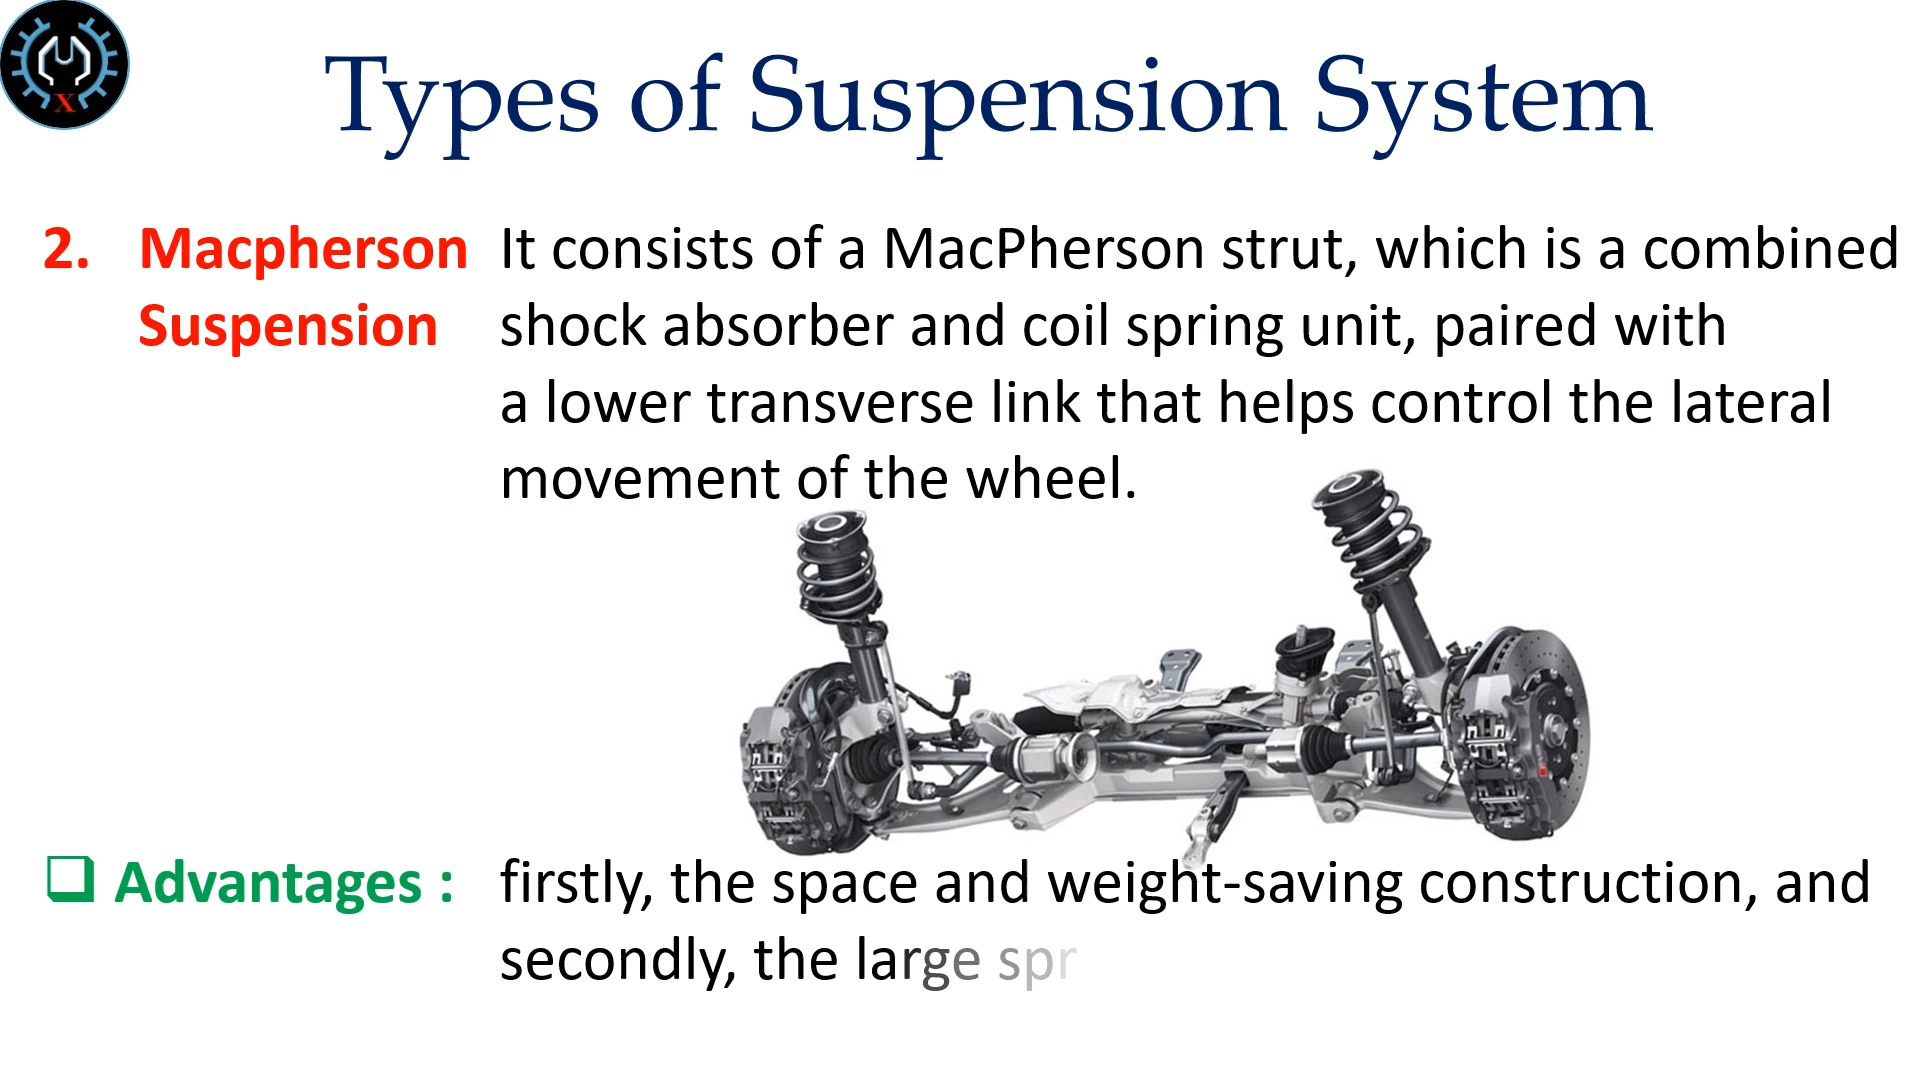 X
Types of Suspension System
2. Macpherson It consists of a MacPherson strut, which is a combined
Suspension shock absorber and coil spring unit, paired with
a lower transverse link that helps control the lateral
movement of the wheel.
Advantages : firstly, the space and weight-saving construction, and
secondly, the large spr